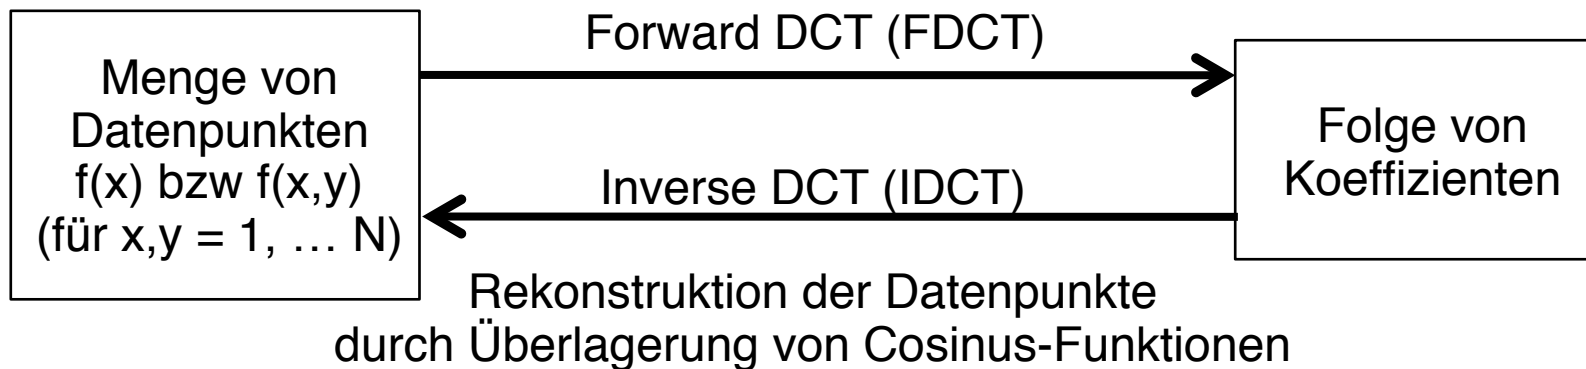 Forward DCT (FDCT)
Menge von
Datenpunkten
f(x) bzw f(x,y)
(für x,y = 1, … N)
Folge von
Koeffizienten
Inverse DCT (IDCT)
Rekonstruktion der Datenpunkte
durch Überlagerung von Cosinus-Funktionen